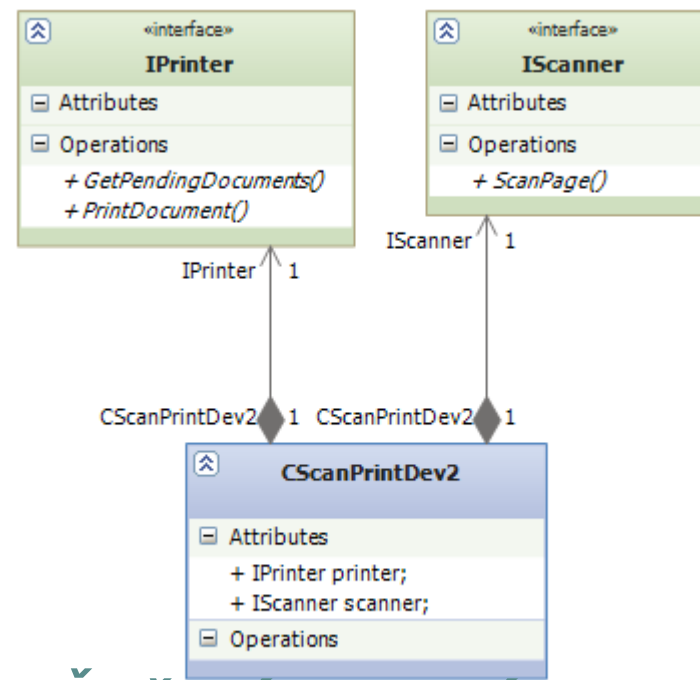 «interface»
IPrinter
Attributes
Operations
+ GetPendingDocuments()
+ PrintDocument()
«interface»
IScanner
Attributes
Operations
+ ScanPage()
IPrinter 1
IScanner 1
CScanPrintDev2 1
CScanPrintDev2 1
CScanPrintDev2
Attributes
+ IPrinter printer;
+ IScanner scanner;
Operations